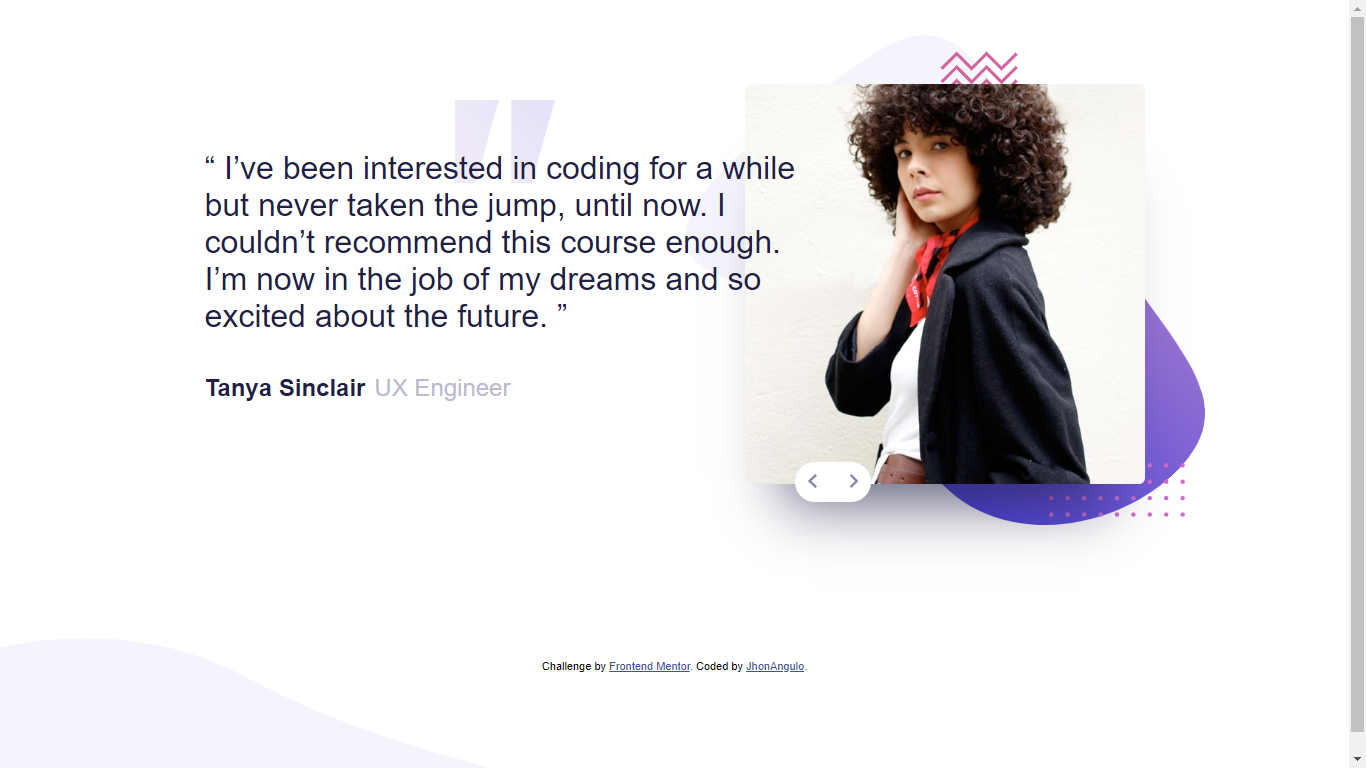 “ I’ve been interested in coding for a while
but never taken the jump, until now. I
couldn’t recommend this course enough.
I’m now in the job of my dreams and so
excited about the future. ”
Tanya Sinclair UX Engineer
Challenge by Frontend Mentor. Coded by JhonAngulo.